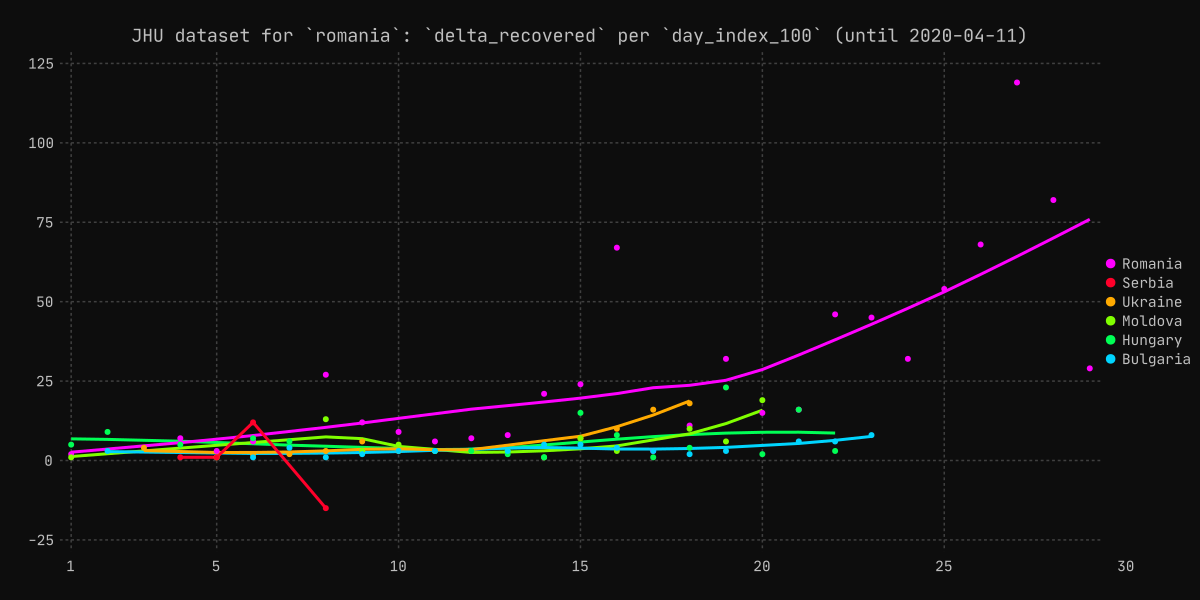 JHU dataset for `romania`: `delta_recovered` per `day_index_100` (until 2020-04-11)
125
100
75
50
25
0
-25
1 5 10 15 20 25 30
Romania
Serbia
Ukraine
Moldova
Hungary
Bulgaria